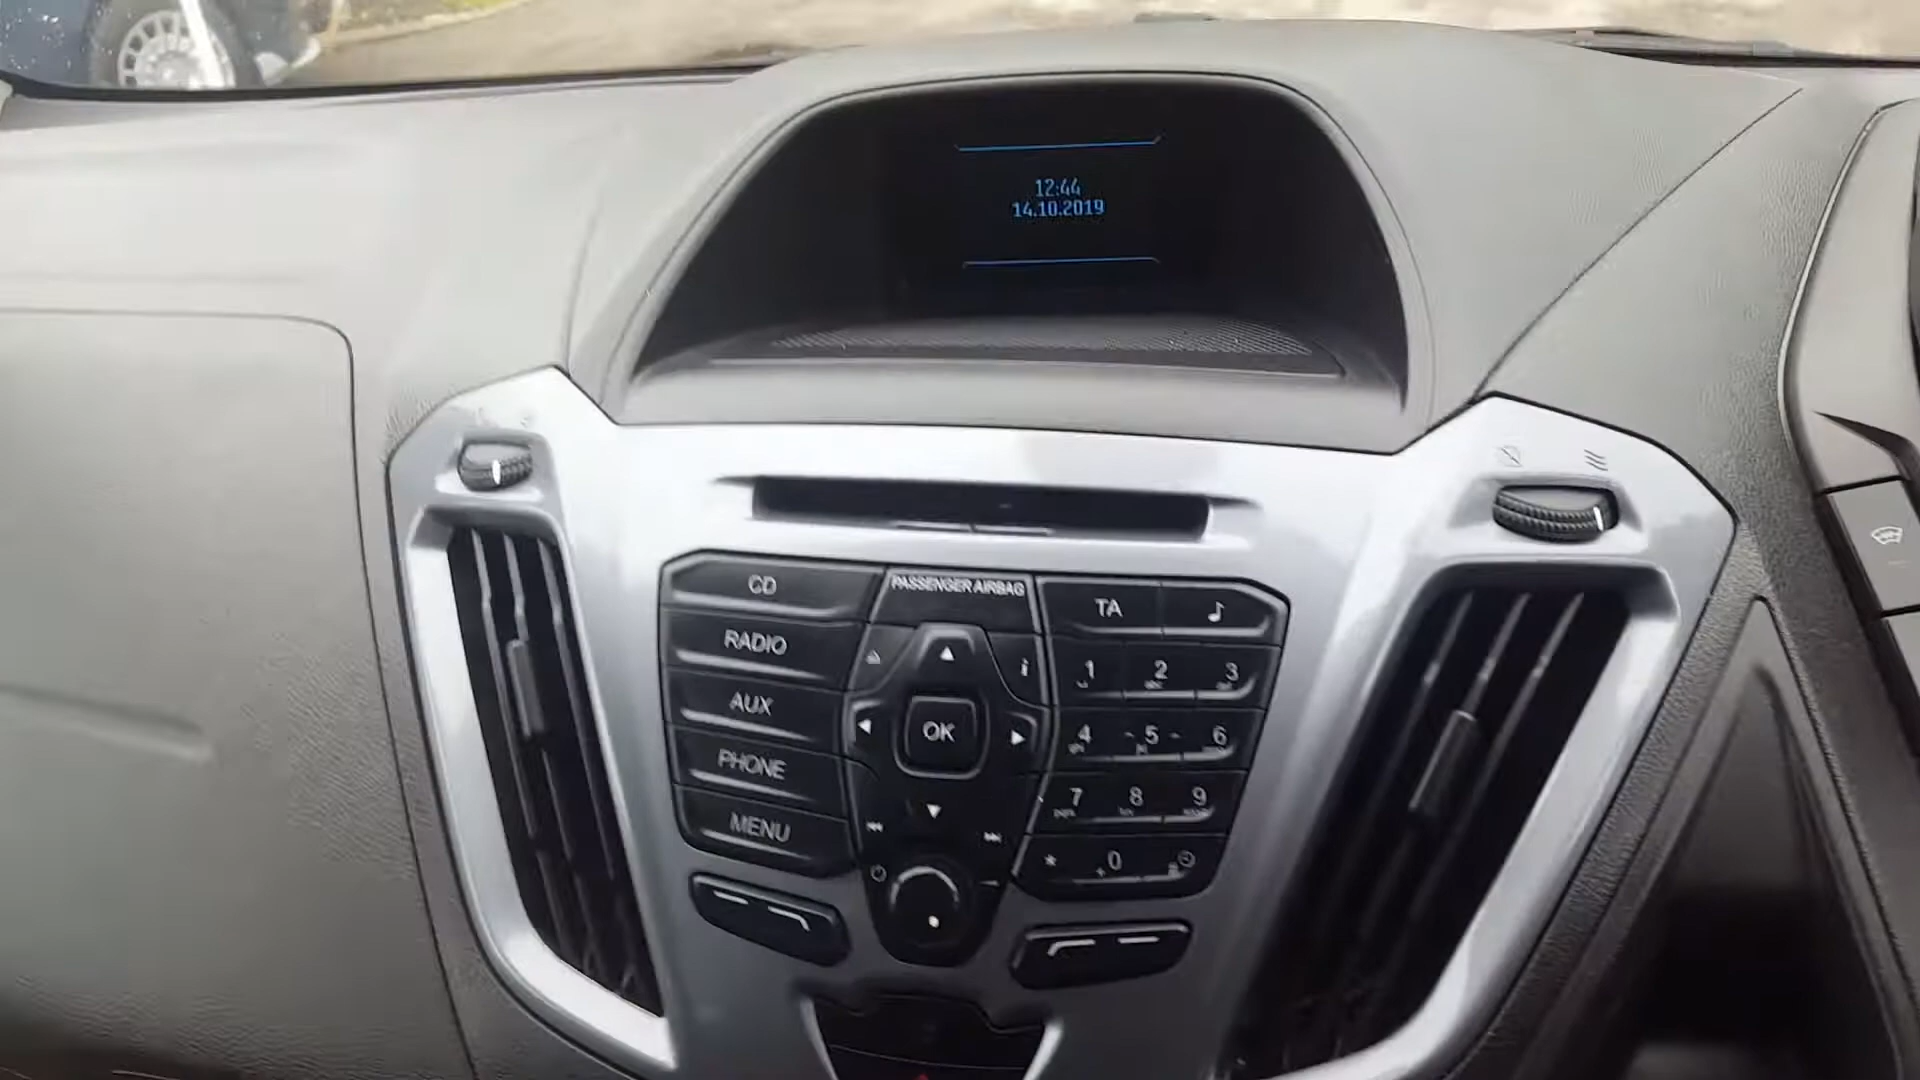 12:44
14.10.2019
CD
PASSENGER AIRBAG
TA
RADIO
i
1 2 3
AUX
OK
4 5 6
PHONE
7 8 9
MENU
* 0